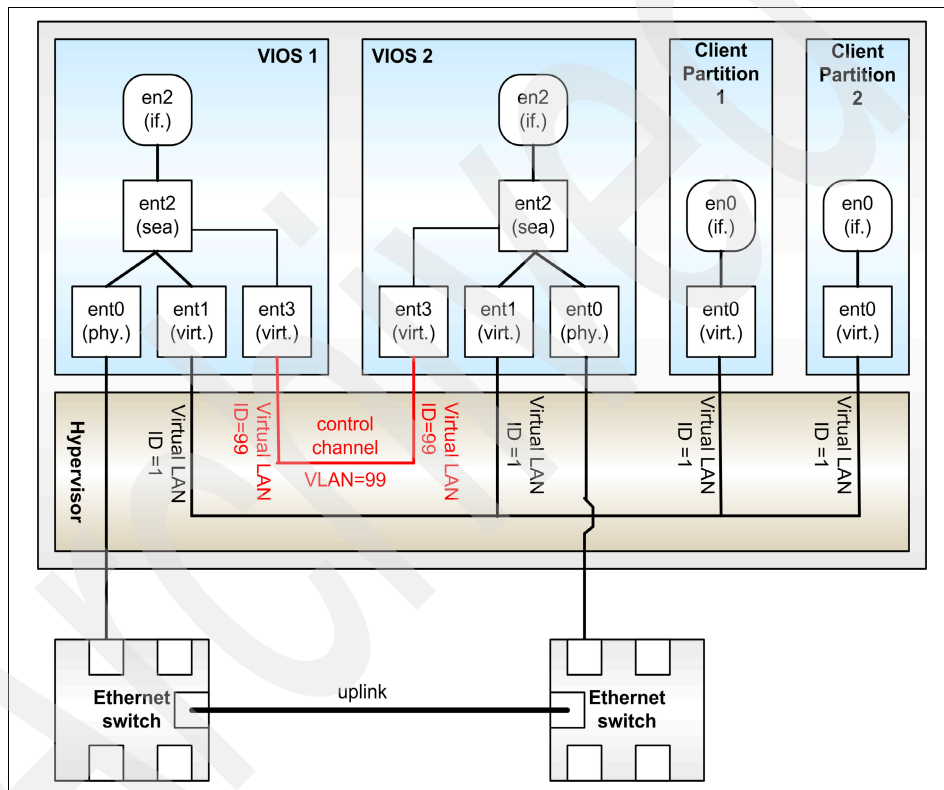 VIOS 1
en2
(if.)
ent2
(sea)
ent0
(phy.)
ent1
(virt.)
ent3
(virt.)
VIOS 2
en2
(if.)
ent2
(sea)
ent3
(virt.)
ent1
(virt.)
ent0
(phy.)
Client
Partition
1
en0
(if.)
ent0
(virt.)
Client
Partition
2
en0
(if.)
ent0
(virt.)
Hypervisor
Virtual LAN
ID=1
Virtual LAN
ID=99
control
channel
VLAN=99
Virtual LAN
ID=99
Virtual LAN
ID=1
Virtual LAN
ID=1
Virtual LAN
ID=1
Ethernet
switch
uplink
Ethernet
switch
Archived